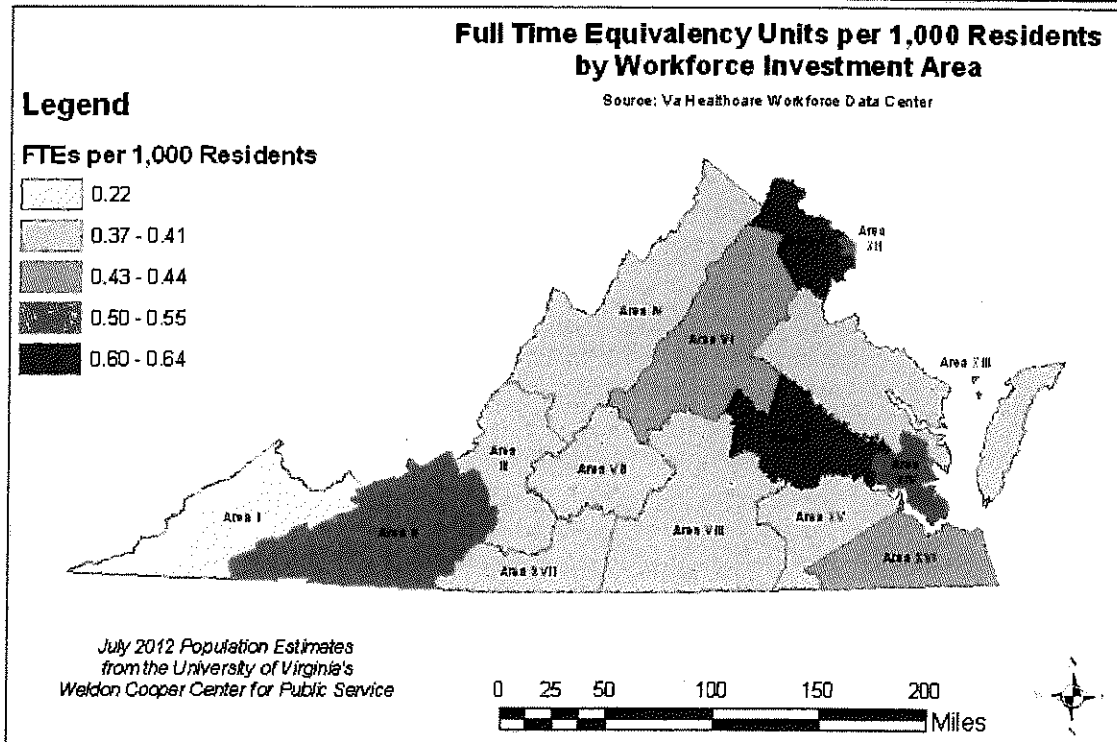 Full Time Equivalency Units per 1,000 Residents
by Workforce Investment Area
Source: Va Healthcare Workforce Data Center
Legend
FTEs per 1,000 Residents
0.22
0.37 - 0.41
0.43 - 0.44
0.50 - 0.55
0.60 - 0.64
Area
XII
Area IV
Area VI
Area XIII
Area
III
Area VII
Area
Area I
Area II
Area VIII
Area XV
Area XVII
Area XVI
July 2012 Population Estimates
from the University of Virginia's
Weldon Cooper Center for Public Service
0 25 50 100 150 200
Miles